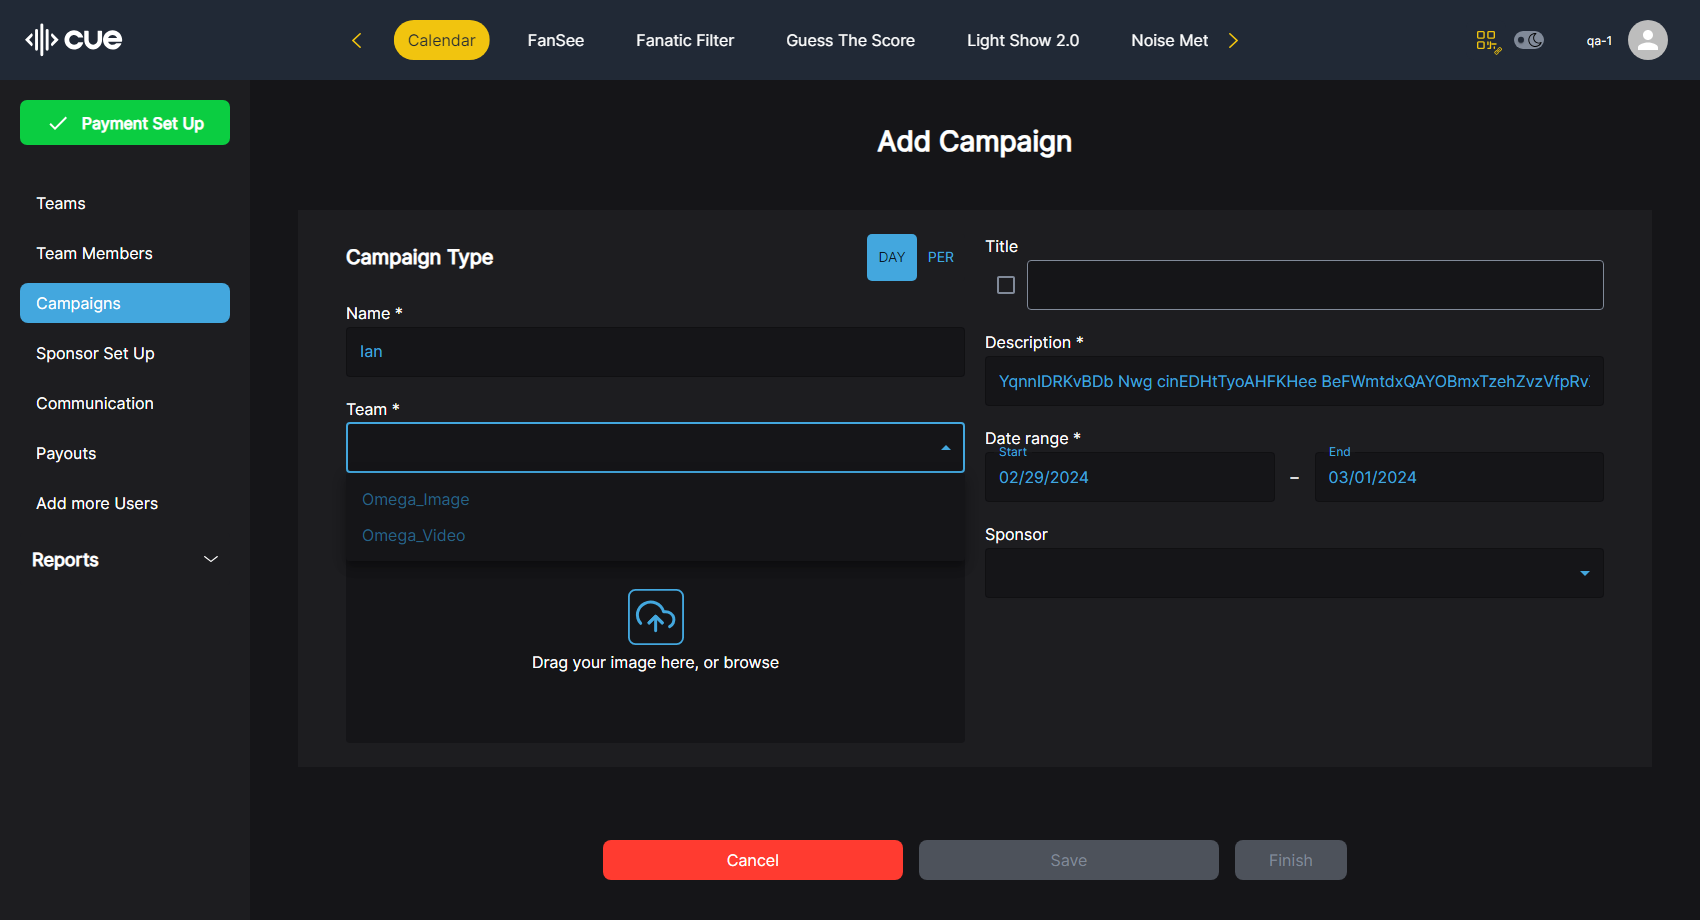 cue
Calendar
FanSee
Fanatic Filter
Guess The Score
Light Show 2.0
Noise Met
qa-1
Payment Set Up
Teams
Team Members
Campaigns
Sponsor Set Up
Communication
Payouts
Add more Users
Reports
Add Campaign
Campaign Type
DAY
PER
Name *
Ian
Team *
Omega_Image
Omega_Video
Drag your image here, or browse
Title
Description *
YqnnIDRKvBDb Nwg cinEDHtTyoAHFKHee BeFWmtdxQAYOBmxTzehZvzVfpRv
Date range *
Start
02/29/2024
–
End
03/01/2024
Sponsor
Cancel
Save
Finish